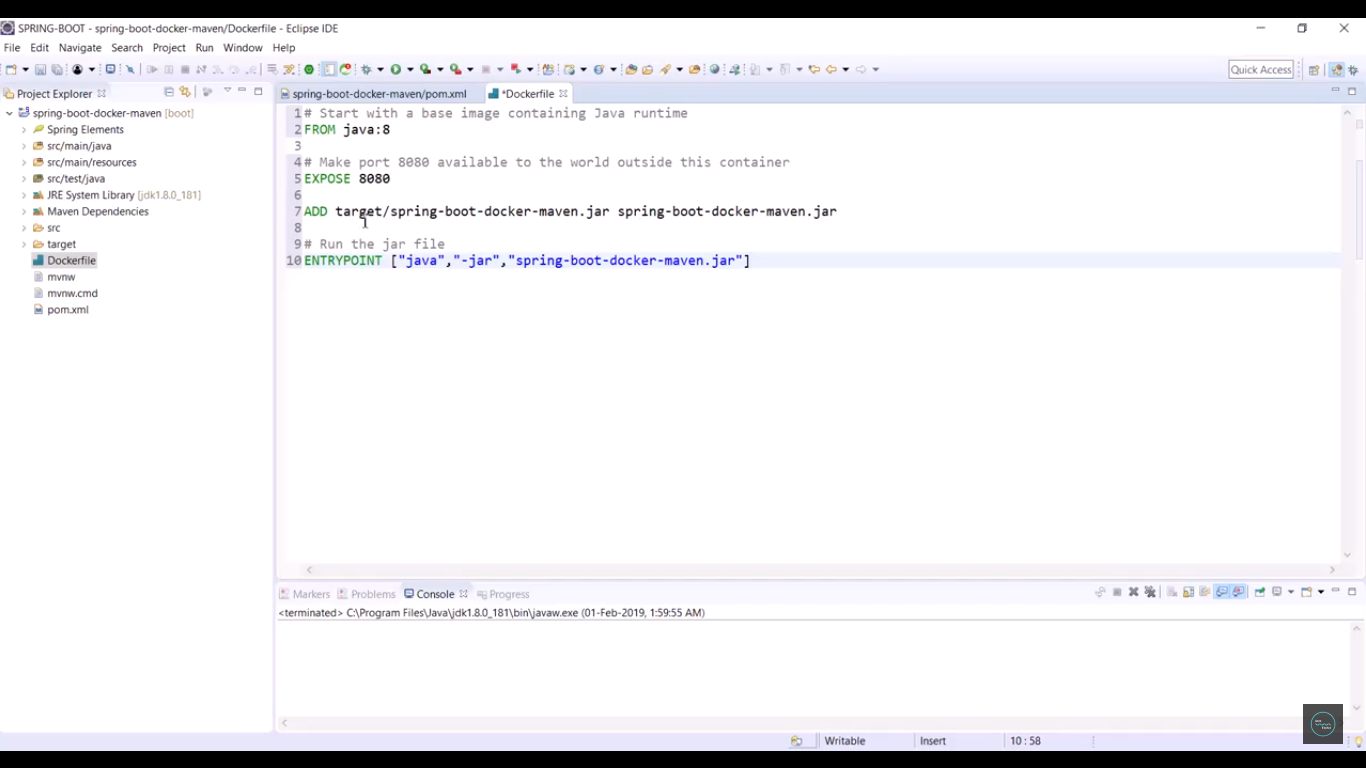 SPRING-BOOT - spring-boot-docker-maven/Dockerfile - Eclipse IDE
File Edit Navigate Search Project Run Window Help
Quick Access
Project Explorer
spring-boot-docker-maven [boot]
Spring Elements
src/main/java
src/main/resources
src/test/java
JRE System Library [jdk1.8.0_181]
Maven Dependencies
src
target
Dockerfile
mvnw
mvnw.cmd
pom.xml
spring-boot-docker-maven/pom.xml *Dockerfile
1 # Start with a base image containing Java runtime
2 FROM java:8
3
4 # Make port 8080 available to the world outside this container
5 EXPOSE 8080
6
7 ADD target/spring-boot-docker-maven.jar spring-boot-docker-maven.jar
8
9 # Run the jar file
10 ENTRYPOINT ["java","-jar","spring-boot-docker-maven.jar"]
Markers Problems Console Progress
<terminated> C:\Program Files\Java\jdk1.8.0_181\bin\javaw.exe (01-Feb-2019, 1:59:55 AM)
Writable Insert 10 : 58